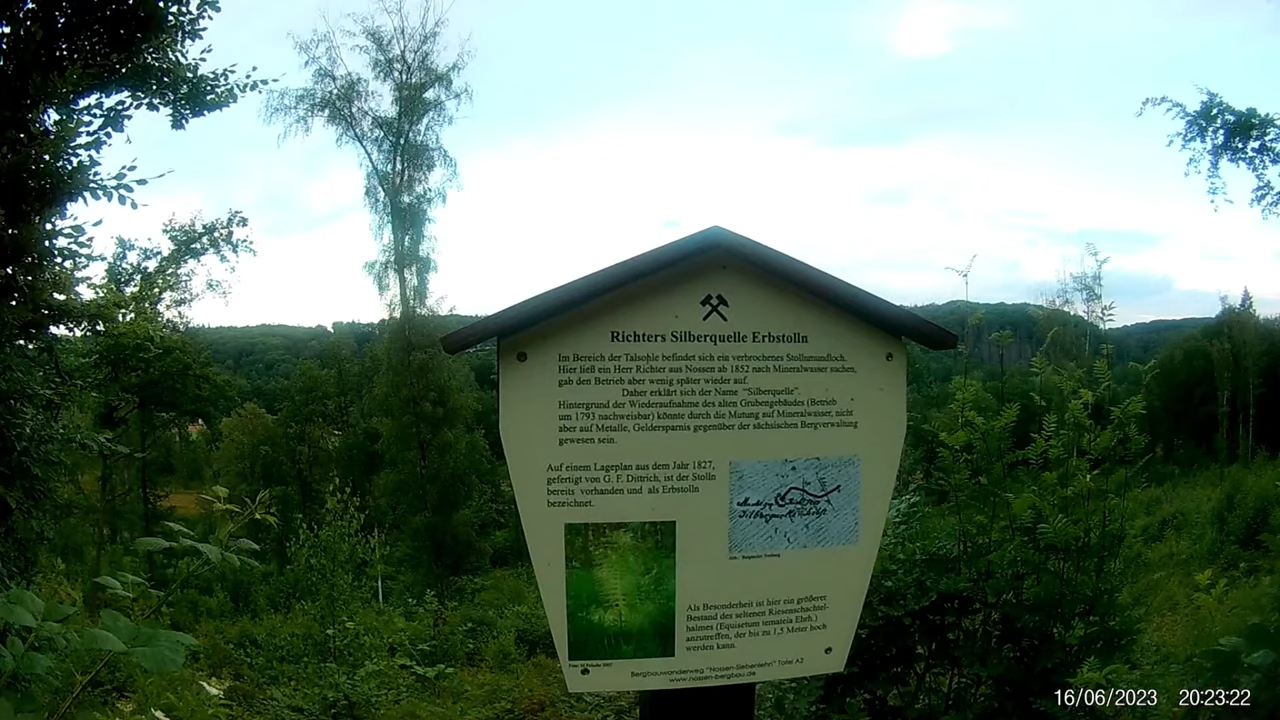 Richters Silberquelle Erbstolln
Im Bereich der Talsohle befindet sich ein verbrochenes Stollnmundloch.
Hier ließ ein Herr Richter aus Nossen ab 1852 nach Mineralwasser suchen,
gab den Betrieb aber wenig später wieder auf.
Daher erklärt sich der Name "Silberquelle".
Hintergrund der Wiederaufnahme des alten Grubengebäudes (Betrieb
um 1793 nachweisbar) könnte durch die Mutung auf Mineralwasser, nicht
aber auf Metalle, Geldersparnis gegenüber der sächsischen Bergverwaltung
gewesen sein.
Auf einem Lageplan aus dem Jahr 1827,
gefertigt von G. F. Dittrich, ist der Stolln
bereits vorhanden und als Erbstolln
bezeichnet.
Als Besonderheit ist hier ein größerer
Bestand des seltenen Riesenschachtel-
halmes (Equisetum temateia Ehrh.)
anzutreffen, der bis zu 1,5 Meter hoch
werden kann.
Bergbauwanderweg "Nossen-Siebenlehn" Tafel A2
www.nossen-bergbau.de
16/06/2023 20:23:22